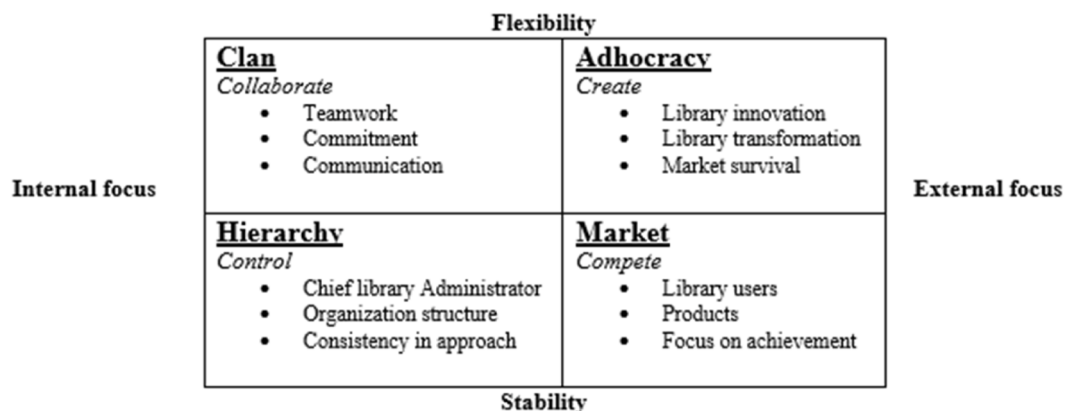 Flexibility
Clan
Collaborate
• Teamwork
• Commitment
• Communication
Adhocracy
Create
• Library innovation
• Library transformation
• Market survival
Internal focus
External focus
Hierarchy
Control
• Chief library Administrator
• Organization structure
• Consistency in approach
Market
Compete
• Library users
• Products
• Focus on achievement
Stability